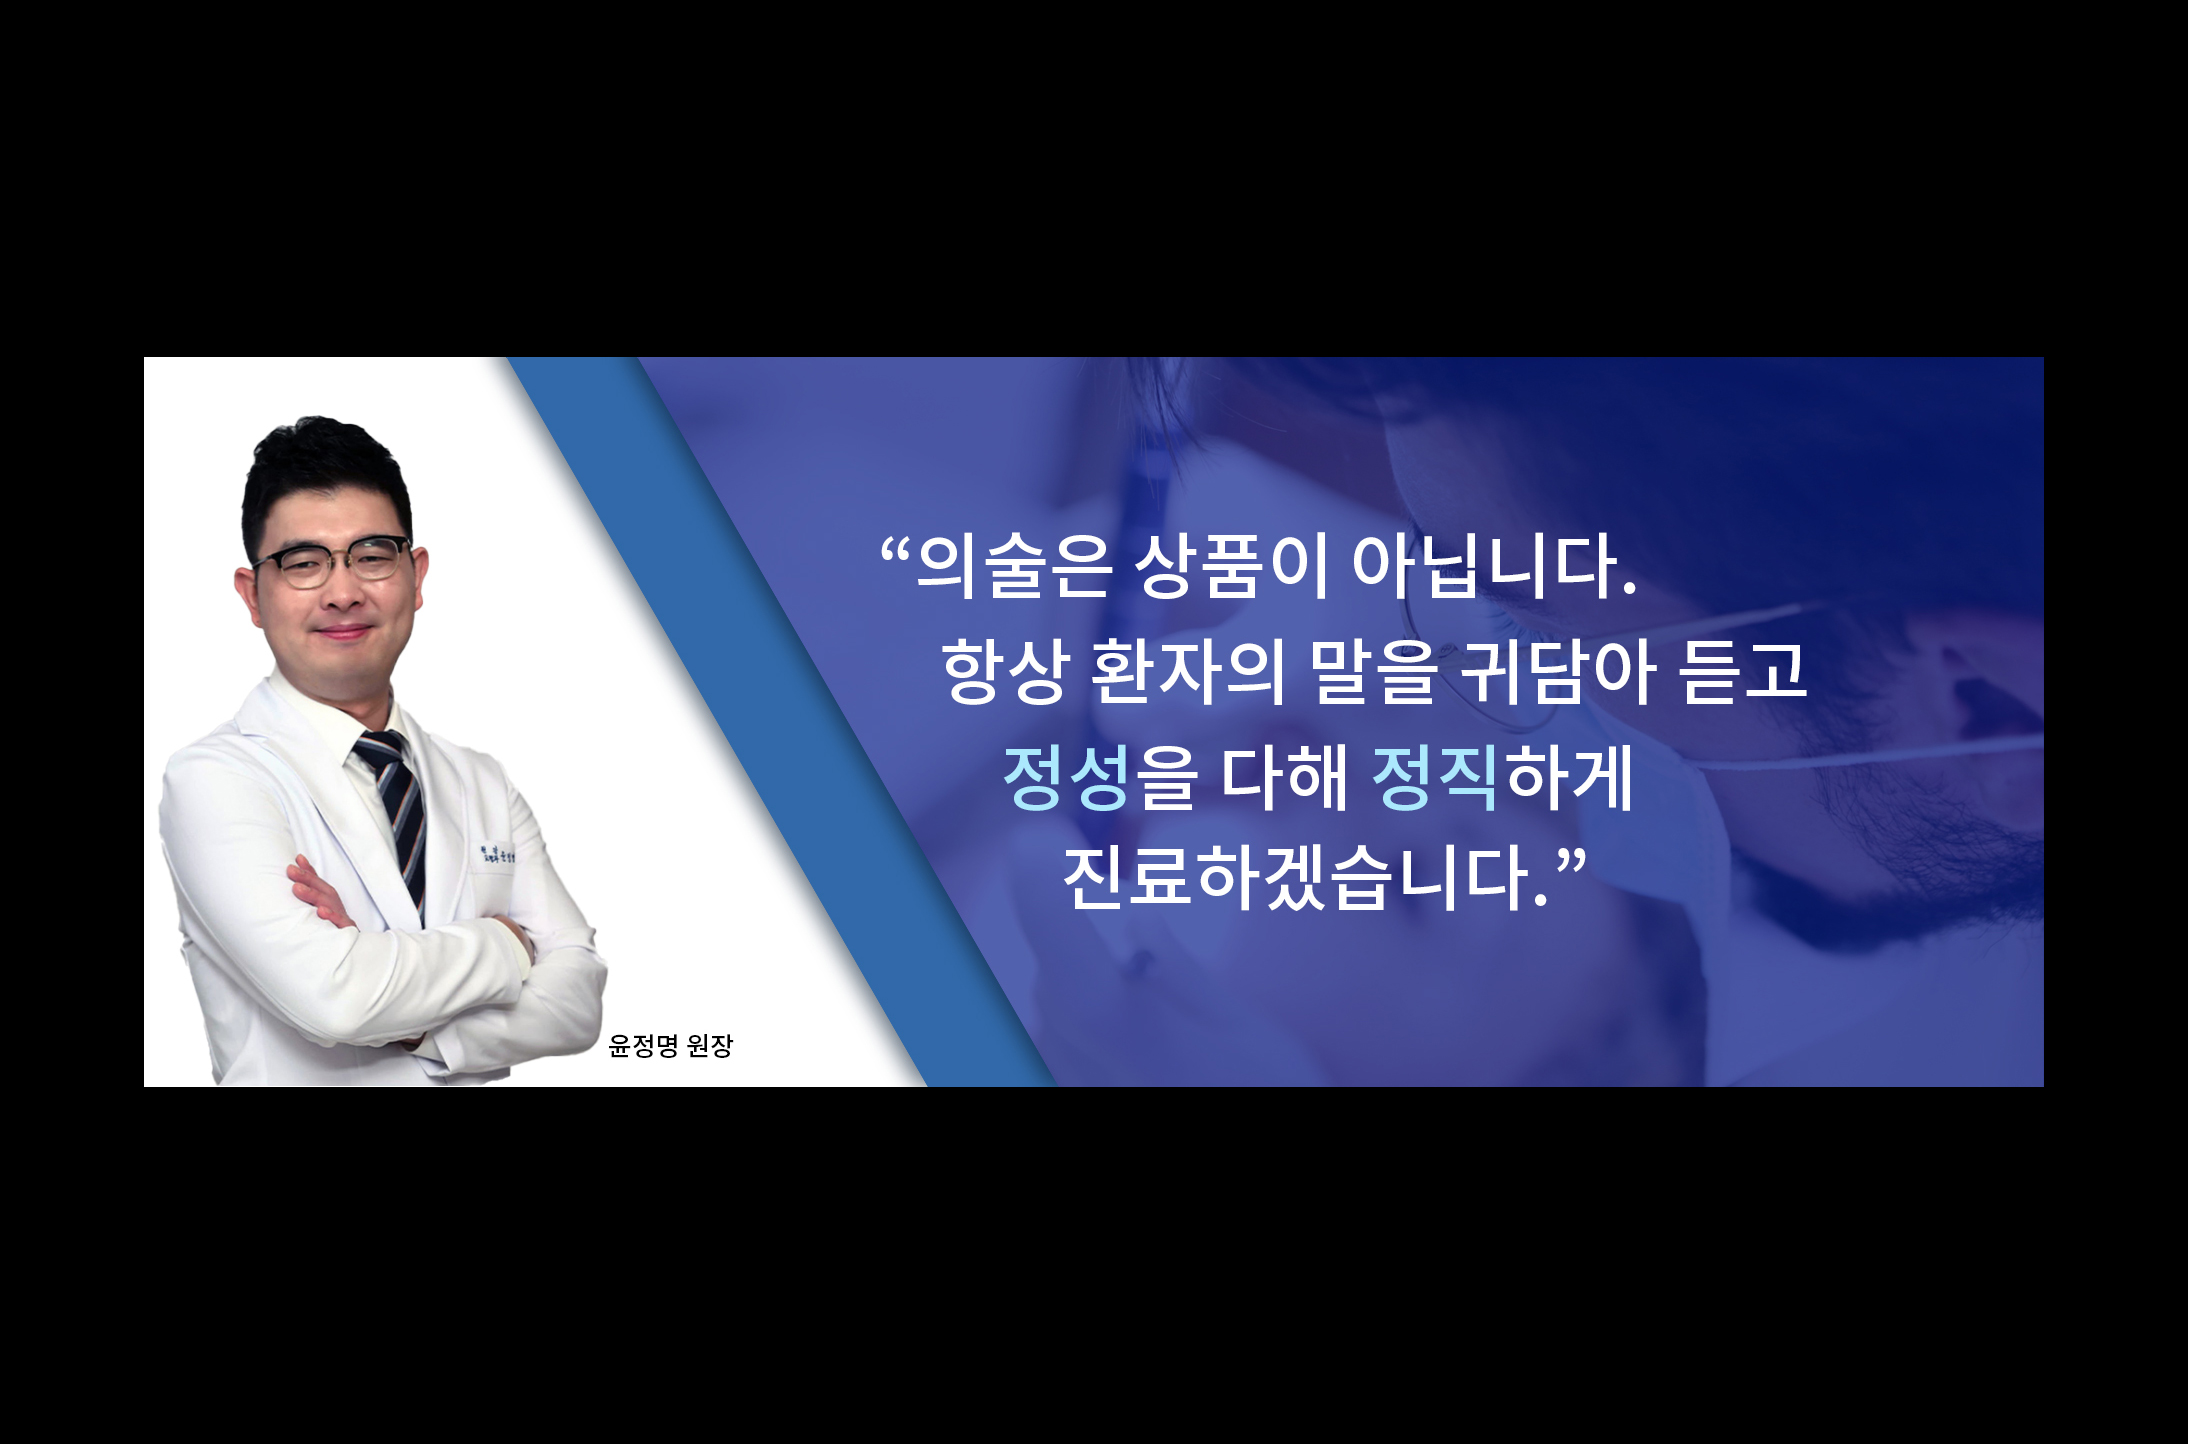 “의술은 상품이 아닙니다.
항상 환자의 말을 귀담아 듣고
정성을 다해 정직하게
진료하겠습니다.”
윤정명 원장